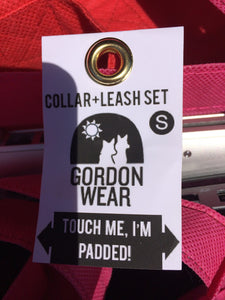 COLLAR+LEASH SET
S
GORDON
WEAR
TOUCH ME, I'M
PADDED!